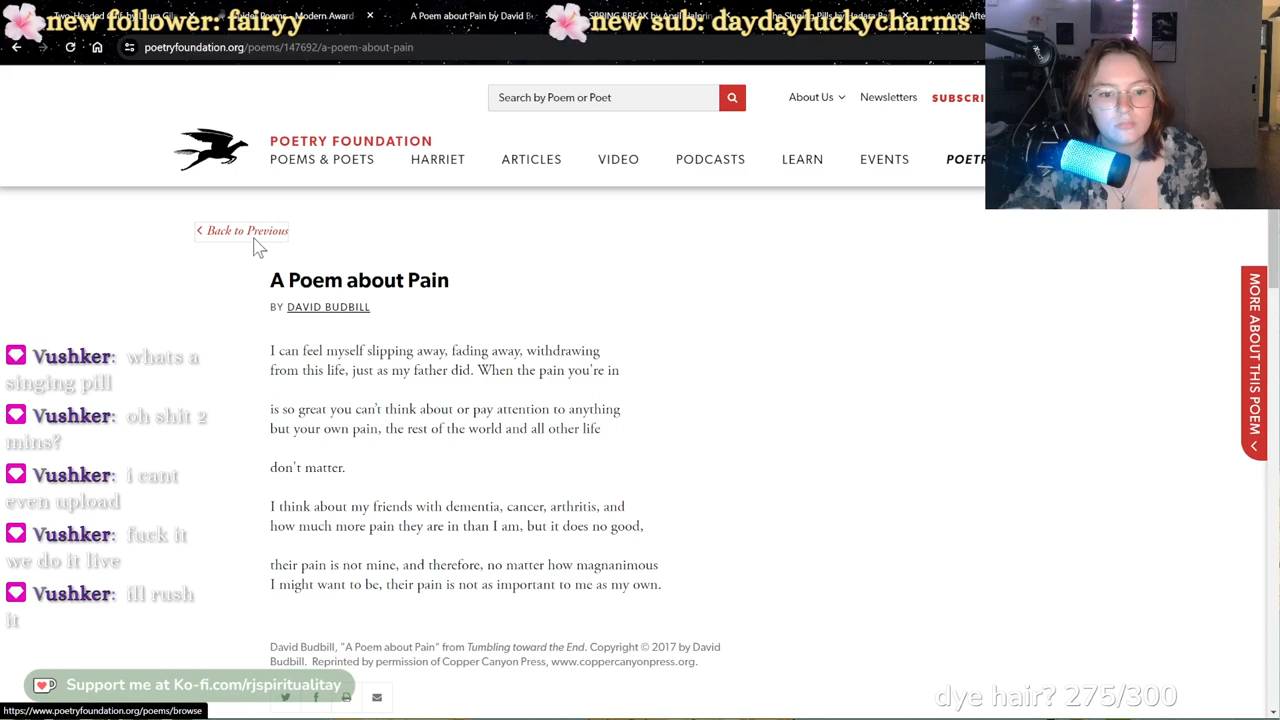 new follower: fairyy
new sub: daydayluckycharms
A Poem about Pain by David B
poetryfoundation.org/poems/147692/a-poem-about-pain
Search by Poem or Poet
About Us
Newsletters
SUBSCRI
POETRY FOUNDATION
POEMS & POETS
HARRIET
ARTICLES
VIDEO
PODCASTS
LEARN
EVENTS
POETR
Back to Previous
A Poem about Pain
BY DAVID BUDBILL
I can feel myself slipping away, fading away, withdrawing
from this life, just as my father did. When the pain you're in
is so great you can't think about or pay attention to anything
but your own pain, the rest of the world and all other life
don't matter.
I think about my friends with dementia, cancer, arthritis, and
how much more pain they are in than I am, but it does no good,
their pain is not mine, and therefore, no matter how magnanimous
I might want to be, their pain is not as important to me as my own.
David Budbill, "A Poem about Pain" from Tumbling toward the End. Copyright © 2017 by David
Budbill. Reprinted by permission of Copper Canyon Press, www.coppercanyonpress.org.
MORE ABOUT THIS POEM
Vushker: whats a
singing pill
Vushker: oh shit 2
mins?
Vushker: i cant
even upload
Vushker: fuck it
we do it live
Vushker: ill rush
it
Support me at Ko-fi.com/rjspiritualitay
https://www.poetryfoundation.org/poems/browse
dye hair? 275/300